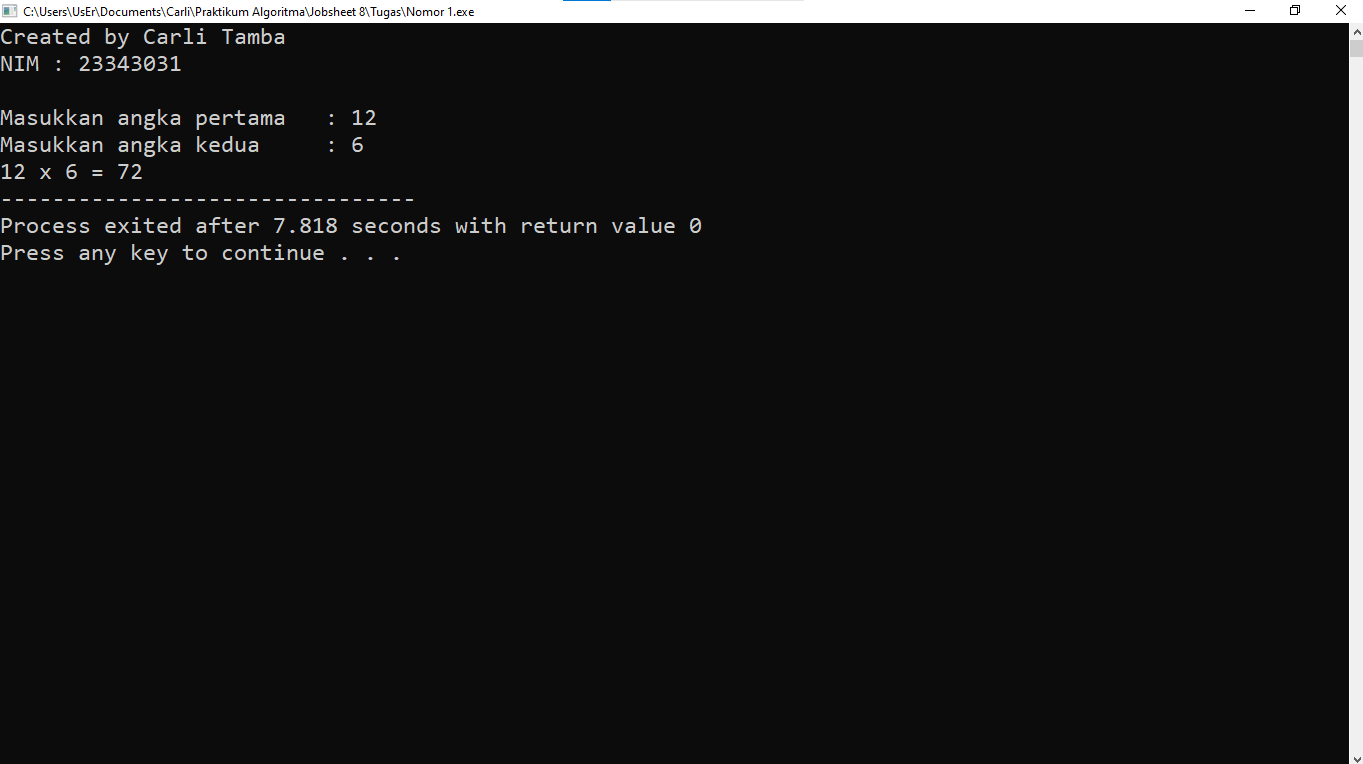 C:\Users\UsEr\Documents\Carli\Praktikum Algoritma\Jobsheet 8\Tugas\Nomor 1.exe
Created by Carli Tamba
NIM : 23343031
Masukkan angka pertama   : 12
Masukkan angka kedua     : 6
12 x 6 = 72
--------------------------------
Process exited after 7.818 seconds with return value 0
Press any key to continue . . .